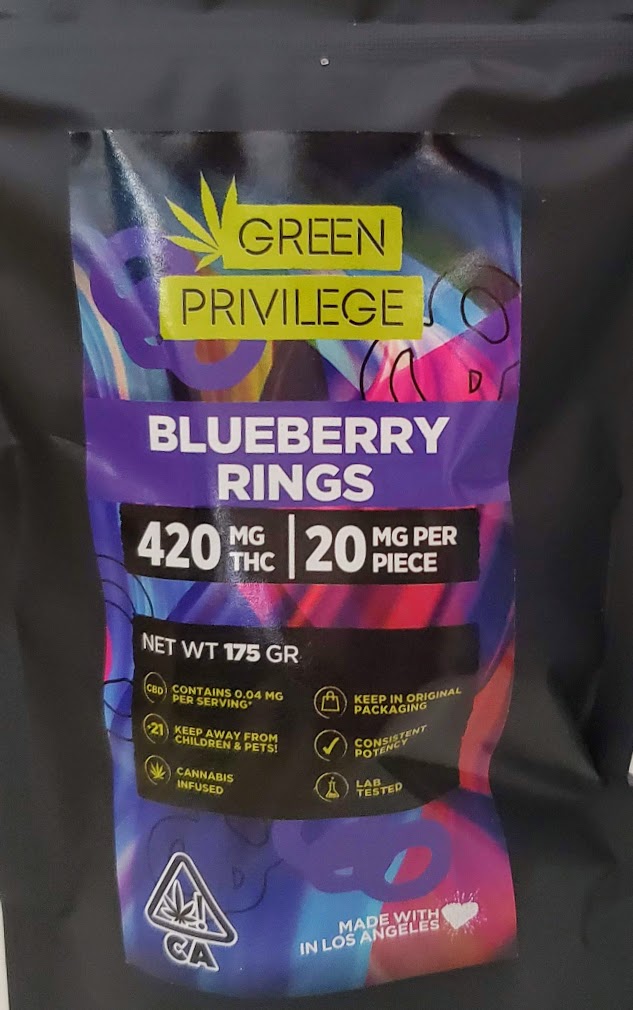 GREEN
PRIVILEGE
BLUEBERRY
RINGS
420 MG THC | 20 MG PER PIECE
NET WT 175 GR
CBD CONTAINS 0.04 MG
PER SERVING*
+21 KEEP AWAY FROM
CHILDREN & PETS!
CANNABIS
INFUSED
KEEP IN ORIGINAL
PACKAGING
CONSISTENT
POTENCY
LAB
TESTED
!
CA
MADE WITH
IN LOS ANGELES